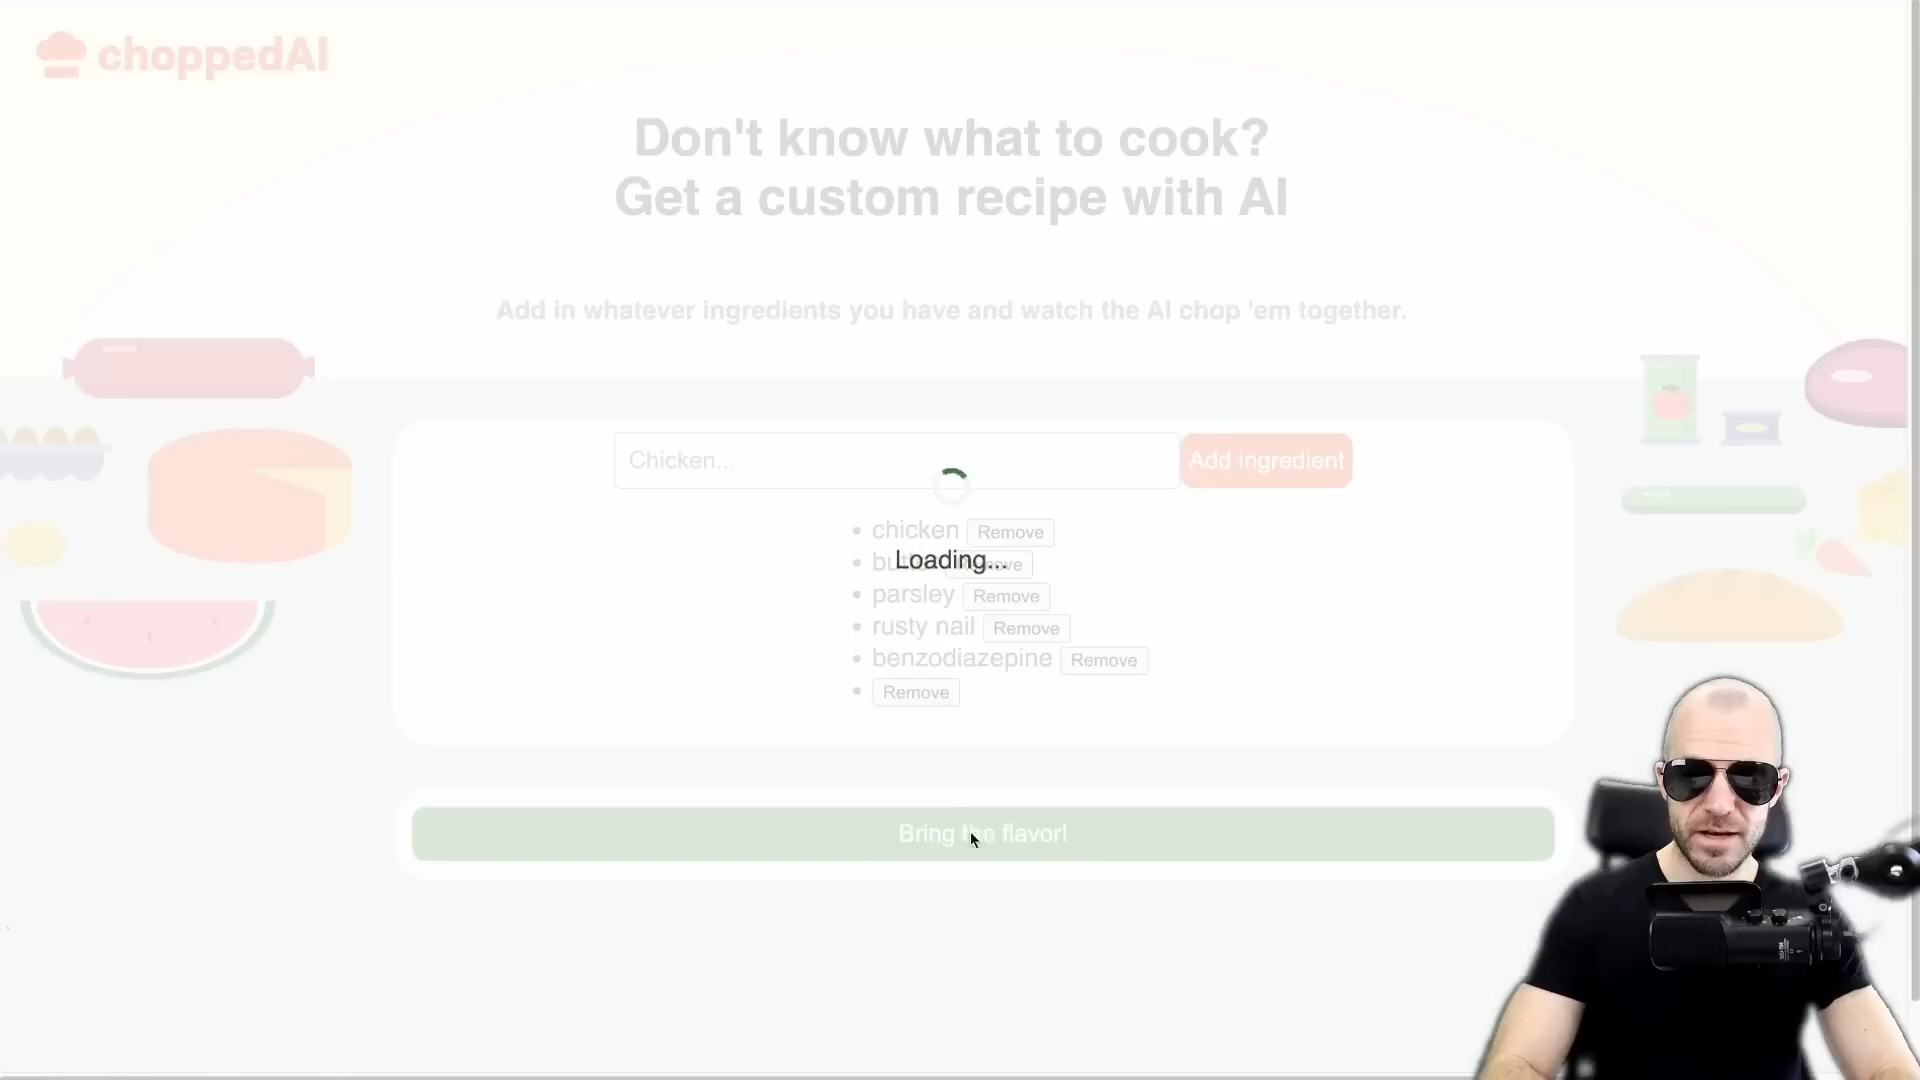 choppedAI
Don't know what to cook?
Get a custom recipe with AI
Add in whatever ingredients you have and watch the AI chop 'em together.
Chicken...
Add ingredient
chicken Remove
Loading...
parsley Remove
rusty nail Remove
benzodiazepine Remove
Remove
Bring the flavor!